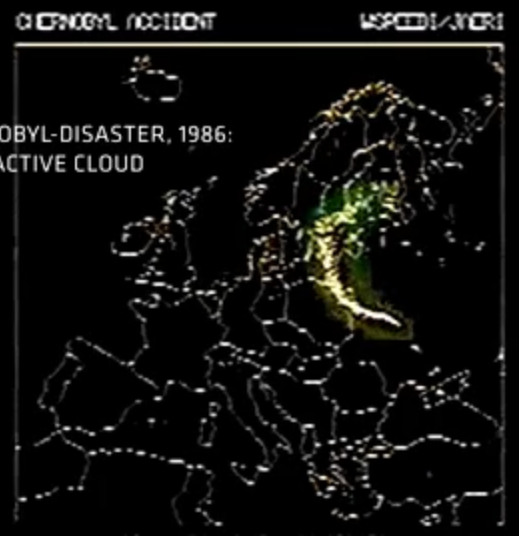 CHERNOBYL ACCIDENT
WSPEEDI/JAERI
OBYL-DISASTER, 1986:
ACTIVE CLOUD